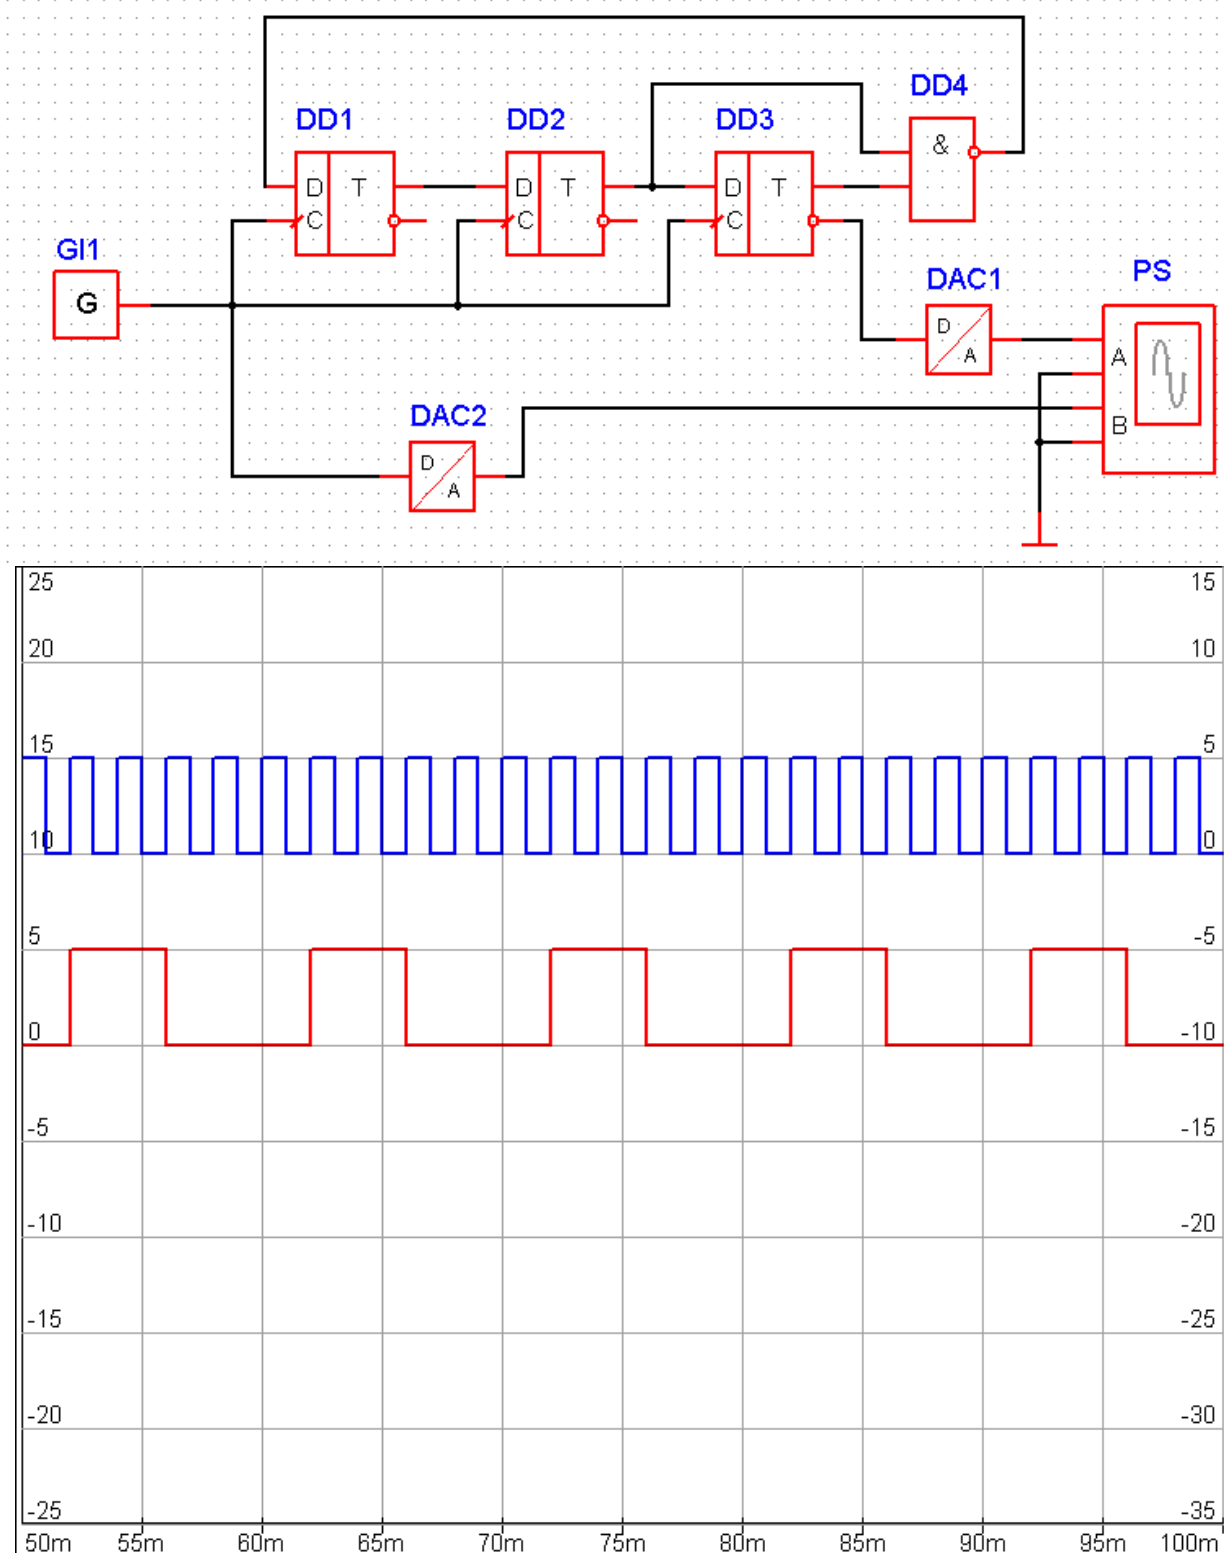 DD4
DD1 DD2 DD3
&
D T D T D T
C C C
GI1
G
DAC1 PS
D
A
A
B
DAC2
D
A
25 15
20 10
15 5
10 0
5 -5
0 -10
-5 -15
-10 -20
-15 -25
-20 -30
-25 -35
50m 55m 60m 65m 70m 75m 80m 85m 90m 95m 100m